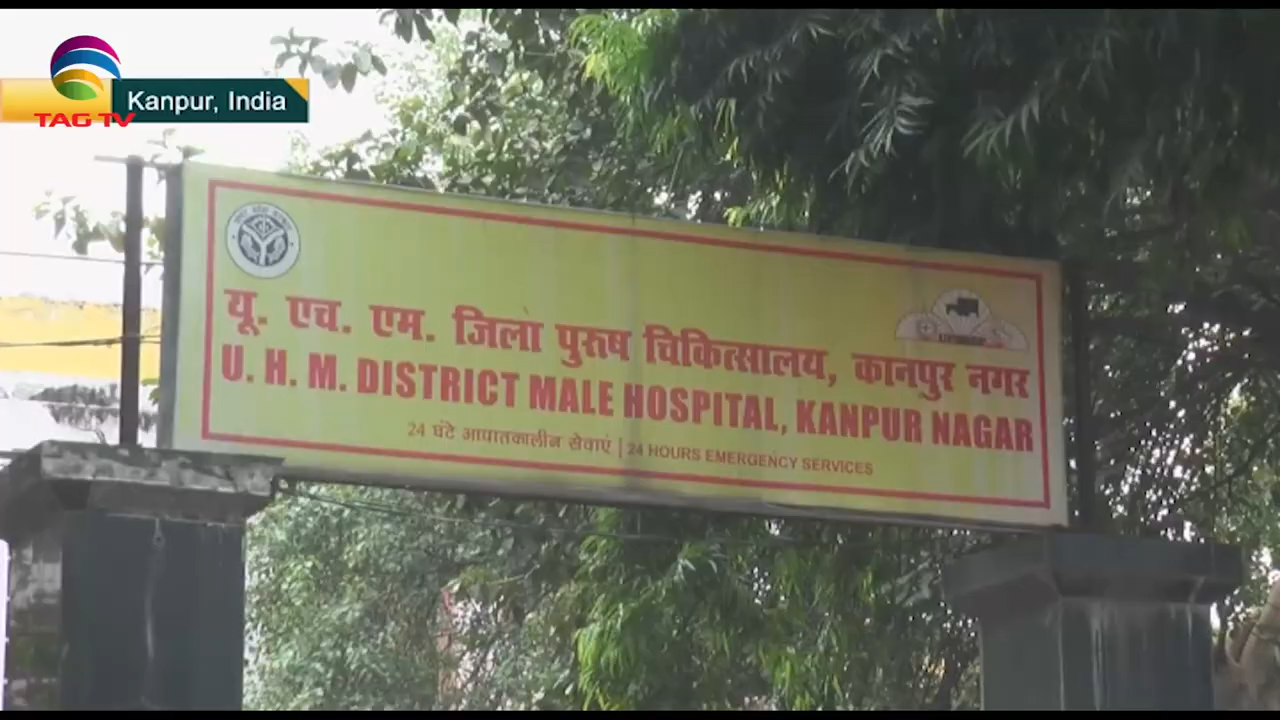 Kanpur, India
TAG TV
यू. एच. एम. जिला पुरूष चिकित्सालय, कानपुर नगर
U. H. M. DISTRICT MALE HOSPITAL, KANPUR NAGAR
24 घंटे आपातकालीन सेवाएं | 24 HOURS EMERGENCY SERVICES